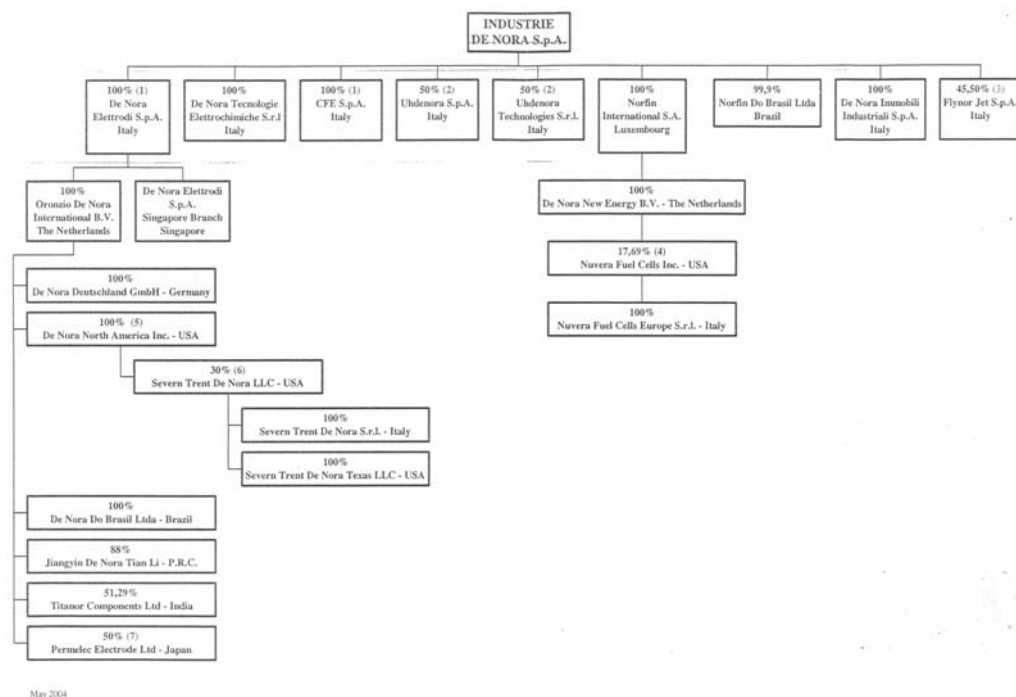 INDUSTRIE
DE NORA S.p.A.
100% (1)
De Nora
Elettrodi S.p.A.
Italy
100%
De Nora Tecnologie
Elettrochimiche S.r.l
Italy
100% (1)
CFE S.p.A.
Italy
50% (2)
Uhdenora S.p.A.
Italy
50% (2)
Uhdenora
Technologies S.r.l.
Italy
100%
Norfin
International S.A.
Luxembourg
99,9%
Norfin Do Brasil Ltda
Brazil
100%
De Nora Immobili
Industriali S.p.A.
Italy
45,50% (3)
Flynor Jet S.p.A.
Italy
100%
Oronzio De Nora
International B.V.
The Netherlands
De Nora Elettrodi
S.p.A.
Singapore Branch
Singapore
100%
De Nora New Energy B.V. - The Netherlands
17,69% (4)
Nuvera Fuel Cells Inc. - USA
100%
Nuvera Fuel Cells Europe S.r.l. - Italy
100%
De Nora Deutschland GmbH - Germany
100% (5)
De Nora North America Inc. - USA
30% (6)
Severn Trent De Nora LLC - USA
100%
Severn Trent De Nora S.r.l. - Italy
100%
Severn Trent De Nora Texas LLC - USA
100%
De Nora Do Brasil Ltda - Brazil
88%
Jiangyin De Nora Tian Li - P.R.C.
51,29%
Titanor Components Ltd - India
50% (7)
Permelec Electrode Ltd - Japan
May 2004